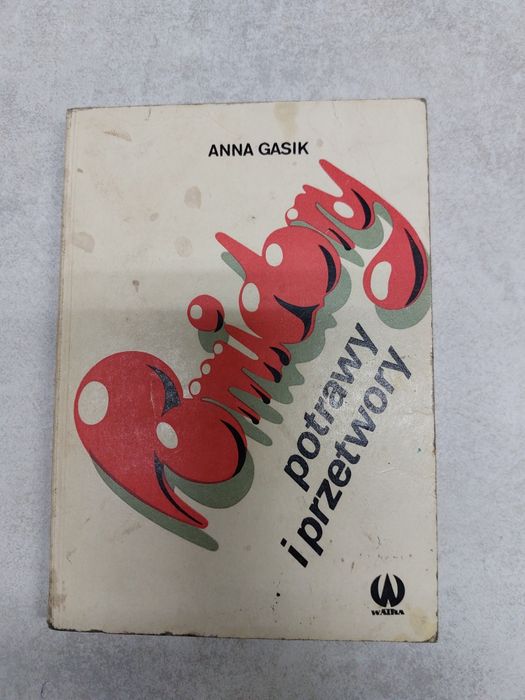 ANNA GASIK
Pomidory
potrawy
i przetwory
WATRA